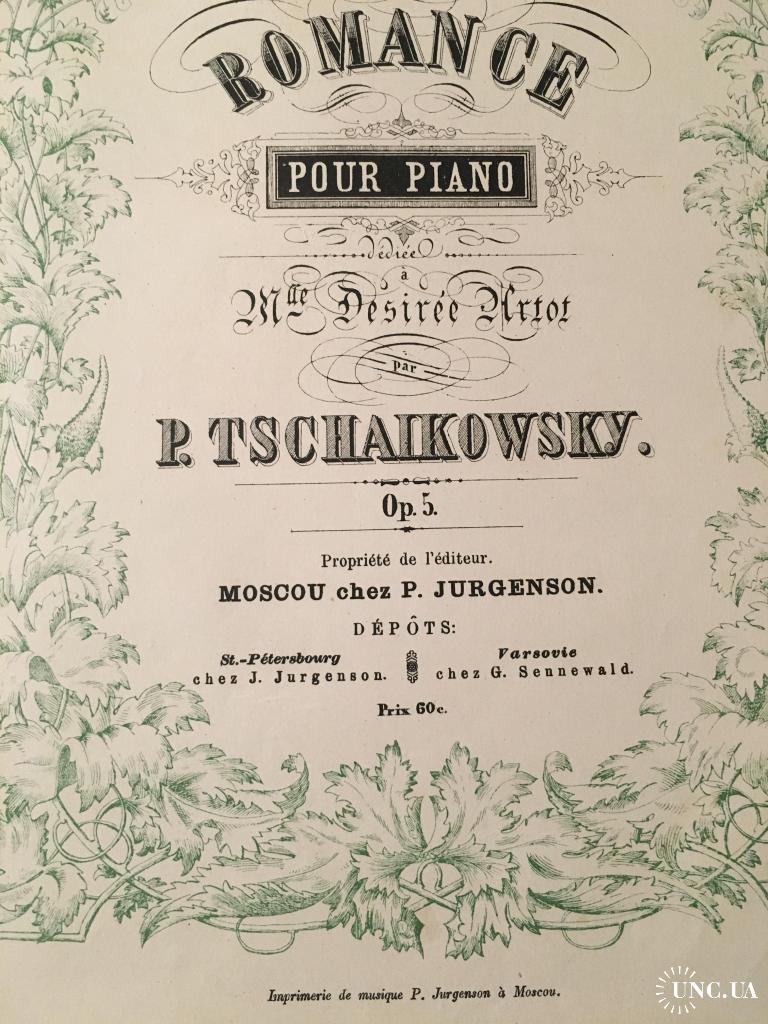 ROMANCE
POUR PIANO
dédiée
à
Mlle Désirée Artot
par
P. TSCHAIKOWSKY.
Op. 5.
Propriété de l'éditeur.
MOSCOU chez P. JURGENSON.
DÉPÔTS:
St.-Pétersbourg
chez J. Jurgenson.
Varsovie
chez G. Sennewald.
Prix 60 c.
Imprimerie de musique P. Jurgenson à Moscou.
UNC.UA